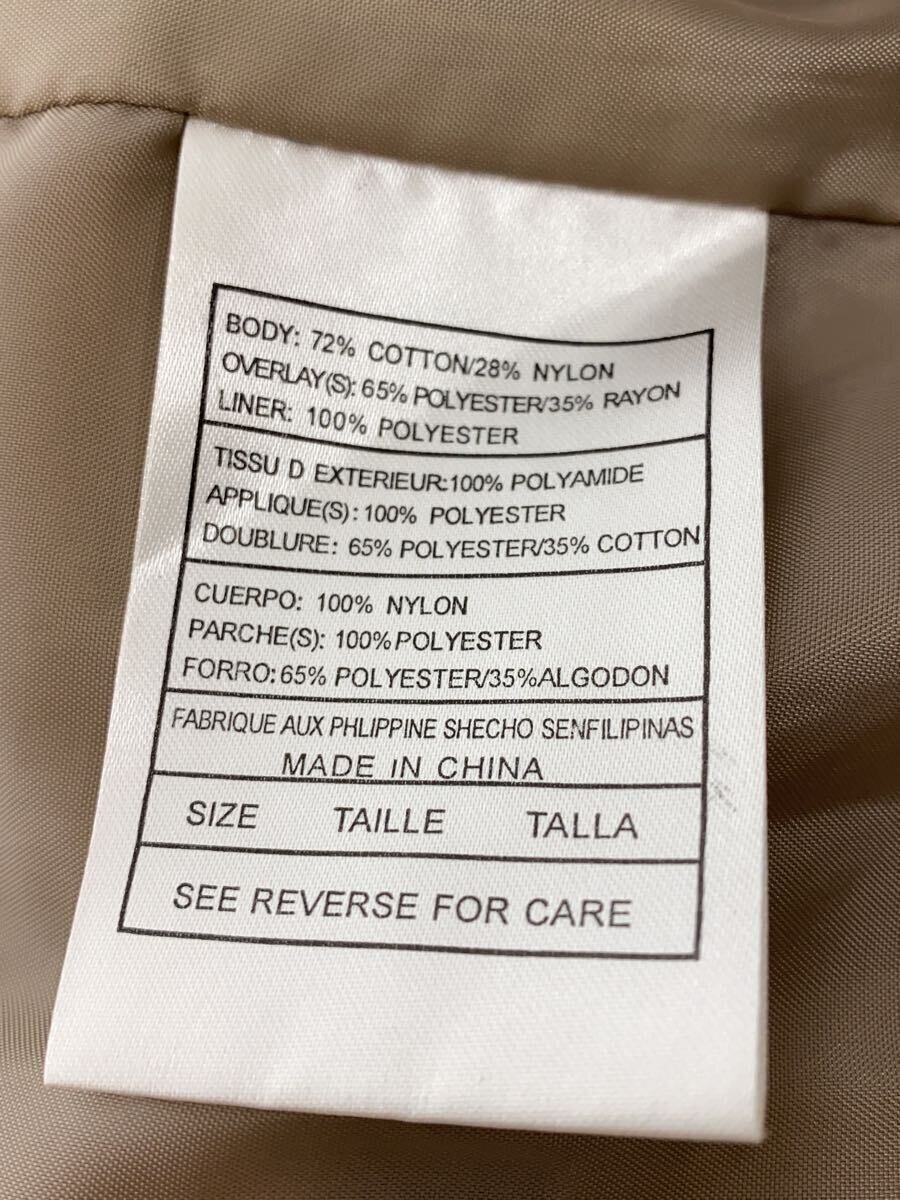 BODY: 72% COTTON/28% NYLON
OVERLAY(S): 65% POLYESTER/35% RAYON
LINER: 100% POLYESTER
TISSU D EXTERIEUR:100% POLYAMIDE
APPLIQUE(S): 100% POLYESTER
DOUBLURE: 65% POLYESTER/35% COTTON
CUERPO: 100% NYLON
PARCHE(S): 100%POLYESTER
FORRO:65% POLYESTER/35%ALGODON
FABRIQUE AUX PHLIPPINE SHECHO SENFILIPINAS
MADE IN CHINA
SIZE TAILLE TALLA
SEE REVERSE FOR CARE